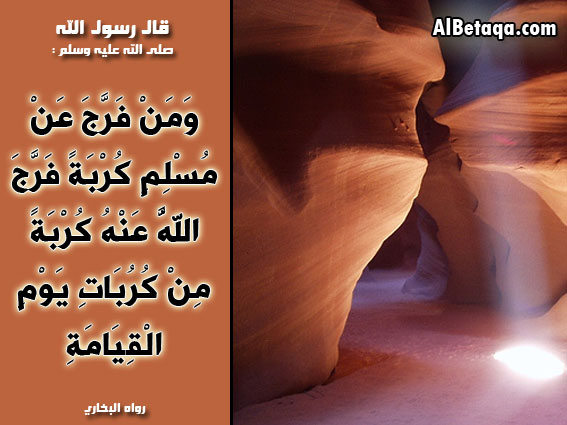 قال رسول الله
صلى الله عليه وسلم :
وَمَنْ فَرَّجَ عَنْ
مُسْلِمٍ كُرْبَةً فَرَّجَ
اللَّهُ عَنْهُ كُرْبَةً
مِنْ كُرُبَاتِ يَوْمِ
الْقِيَامَةِ
رواه البخاري
AlBetaqa.com